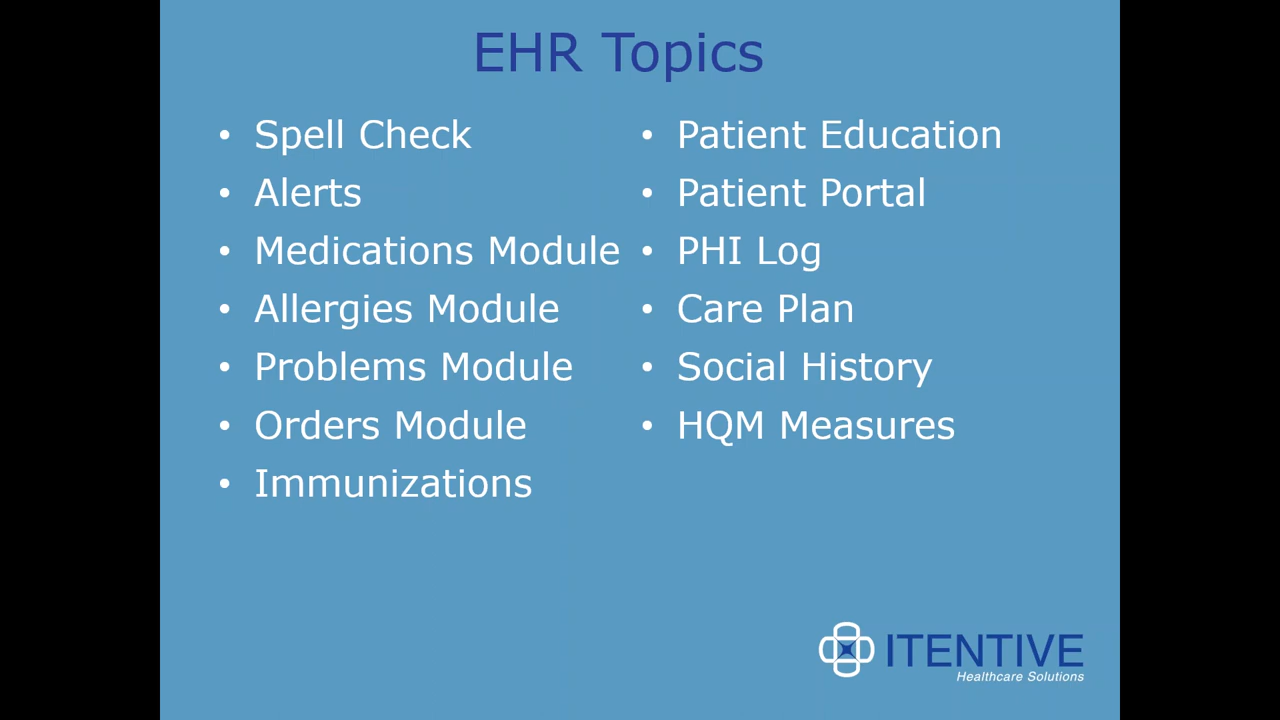 EHR Topics
• Spell Check
• Alerts
• Medications Module
• Allergies Module
• Problems Module
• Orders Module
• Immunizations
• Patient Education
• Patient Portal
• PHI Log
• Care Plan
• Social History
• HQM Measures
ITENTIVE
Healthcare Solutions